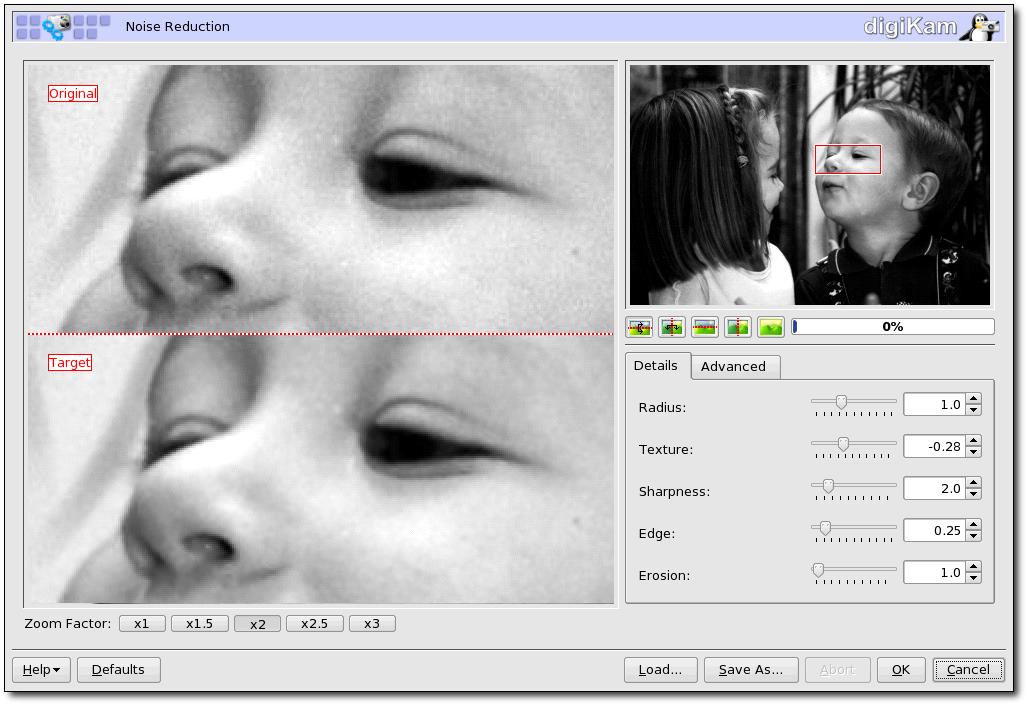 Noise Reduction
digiKam
Original
Target
0%
Details Advanced
Radius: 1.0
Texture: -0.28
Sharpness: 2.0
Edge: 0.25
Erosion: 1.0
Zoom Factor: x1 x1.5 x2 x2.5 x3
Help Defaults Load... Save As... Abort OK Cancel